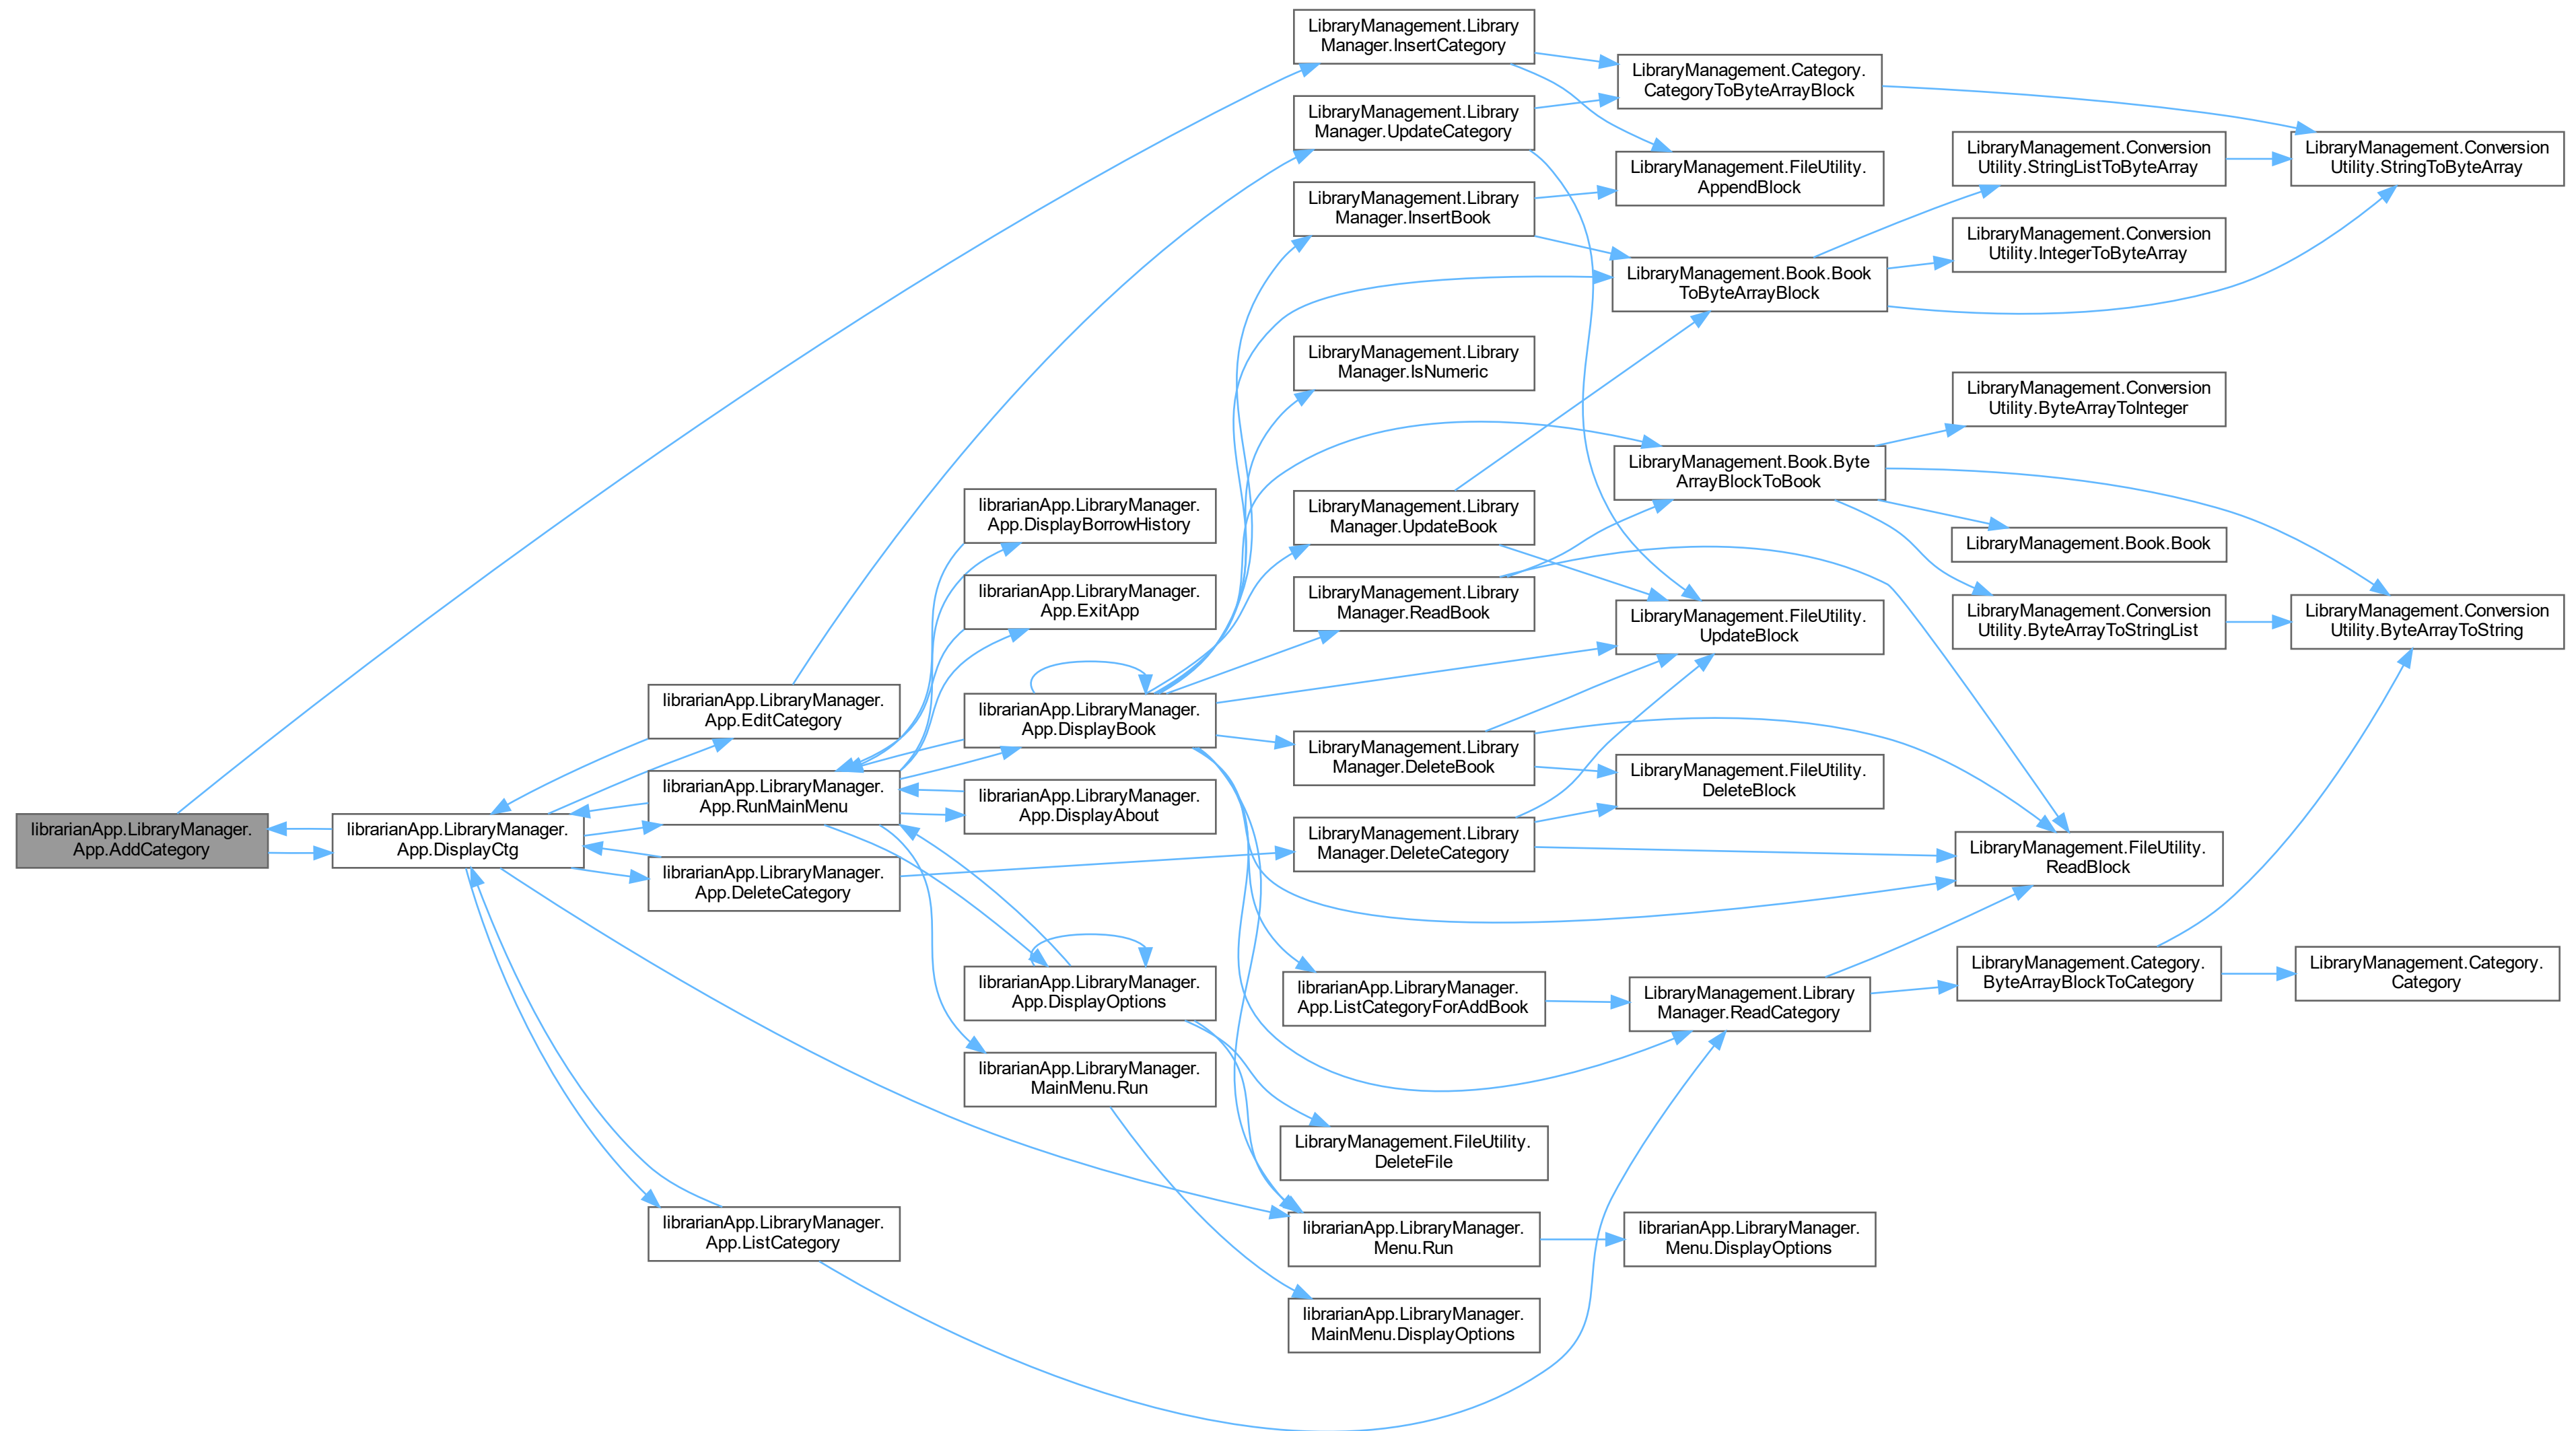 librarianApp.LibraryManager.
App.AddCategory
librarianApp.LibraryManager.
App.DisplayCtg
librarianApp.LibraryManager.
App.EditCategory
librarianApp.LibraryManager.
App.RunMainMenu
librarianApp.LibraryManager.
App.DeleteCategory
librarianApp.LibraryManager.
App.ListCategory
librarianApp.LibraryManager.
App.DisplayBorrowHistory
librarianApp.LibraryManager.
App.ExitApp
librarianApp.LibraryManager.
App.DisplayBook
librarianApp.LibraryManager.
App.DisplayAbout
librarianApp.LibraryManager.
App.DisplayOptions
librarianApp.LibraryManager.
MainMenu.Run
LibraryManagement.Library
Manager.InsertCategory
LibraryManagement.Library
Manager.UpdateCategory
LibraryManagement.Library
Manager.InsertBook
LibraryManagement.Library
Manager.IsNumeric
LibraryManagement.Library
Manager.UpdateBook
LibraryManagement.Library
Manager.ReadBook
LibraryManagement.Library
Manager.DeleteBook
LibraryManagement.Library
Manager.DeleteCategory
librarianApp.LibraryManager.
App.ListCategoryForAddBook
LibraryManagement.FileUtility.
DeleteFile
librarianApp.LibraryManager.
Menu.Run
librarianApp.LibraryManager.
MainMenu.DisplayOptions
LibraryManagement.Category.
CategoryToByteArrayBlock
LibraryManagement.FileUtility.
AppendBlock
LibraryManagement.Book.Book
ToByteArrayBlock
LibraryManagement.Book.Byte
ArrayBlockToBook
LibraryManagement.FileUtility.
UpdateBlock
LibraryManagement.FileUtility.
DeleteBlock
LibraryManagement.Library
Manager.ReadCategory
librarianApp.LibraryManager.
Menu.DisplayOptions
LibraryManagement.Conversion
Utility.StringListToByteArray
LibraryManagement.Conversion
Utility.IntegerToByteArray
LibraryManagement.Conversion
Utility.ByteArrayToInteger
LibraryManagement.Book.Book
LibraryManagement.Conversion
Utility.ByteArrayToStringList
LibraryManagement.FileUtility.
ReadBlock
LibraryManagement.Category.
ByteArrayBlockToCategory
LibraryManagement.Conversion
Utility.StringToByteArray
LibraryManagement.Conversion
Utility.ByteArrayToString
LibraryManagement.Category.
Category